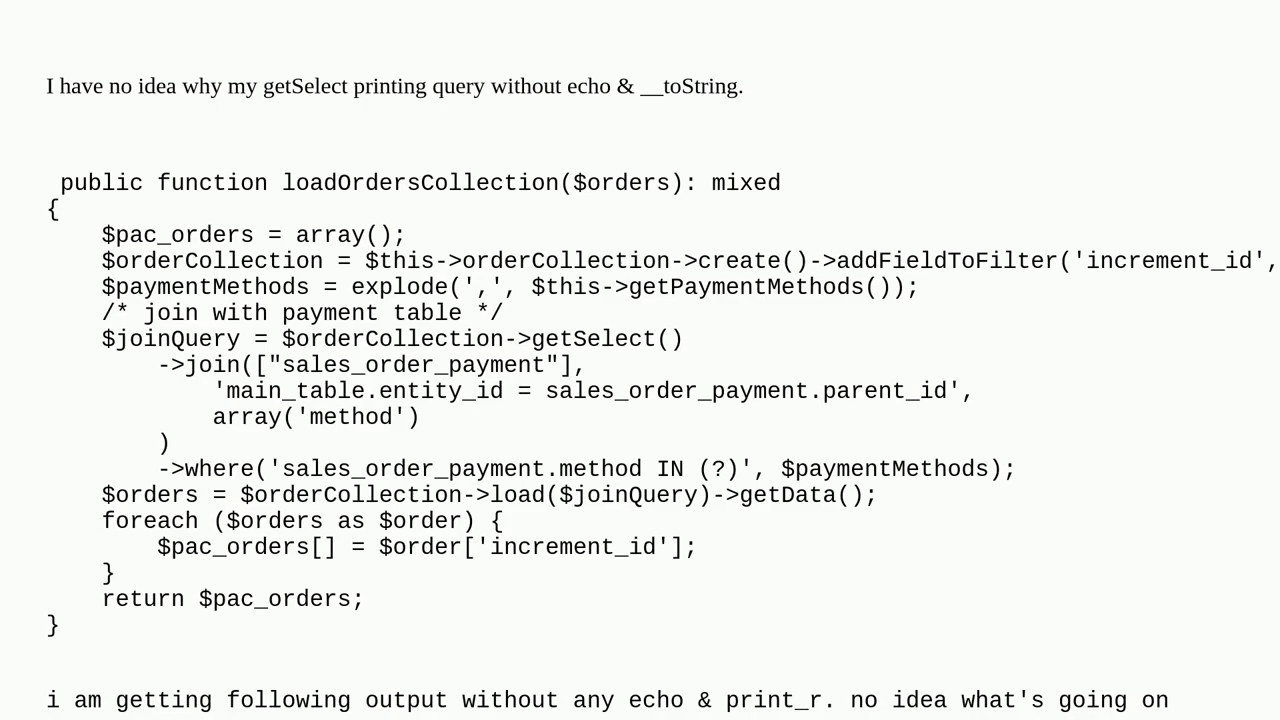 I have no idea why my getSelect printing query without echo & __toString.
 public function loadOrdersCollection($orders): mixed
{
    $pac_orders = array();
    $orderCollection = $this->orderCollection->create()->addFieldToFilter('increment_id',
    $paymentMethods = explode(',', $this->getPaymentMethods());
    /* join with payment table */
    $joinQuery = $orderCollection->getSelect()
        ->join(["sales_order_payment"],
            'main_table.entity_id = sales_order_payment.parent_id',
            array('method')
        )
        ->where('sales_order_payment.method IN (?)', $paymentMethods);
    $orders = $orderCollection->load($joinQuery)->getData();
    foreach ($orders as $order) {
        $pac_orders[] = $order['increment_id'];
    }
    return $pac_orders;
}
i am getting following output without any echo & print_r. no idea what's going on